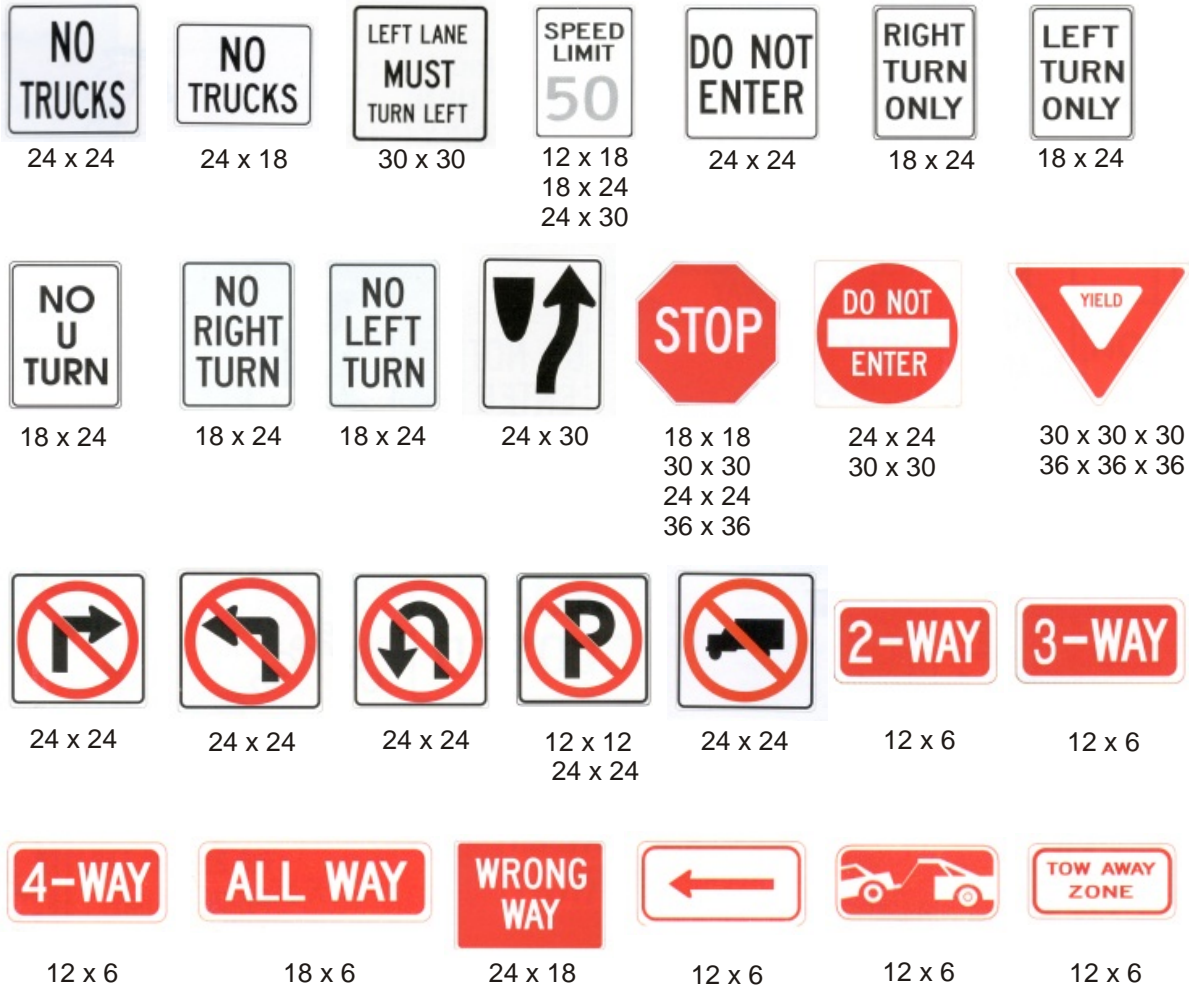 NO
TRUCKS
24 x 24
NO
TRUCKS
24 x 18
LEFT LANE
MUST
TURN LEFT
30 x 30
SPEED
LIMIT
50
12 x 18
18 x 24
24 x 30
DO NOT
ENTER
24 x 24
RIGHT
TURN
ONLY
18 x 24
LEFT
TURN
ONLY
18 x 24
NO
U
TURN
18 x 24
NO
RIGHT
TURN
18 x 24
NO
LEFT
TURN
18 x 24
24 x 30
STOP
18 x 18
30 x 30
24 x 24
36 x 36
DO NOT
ENTER
24 x 24
30 x 30
YIELD
30 x 30 x 30
36 x 36 x 36
24 x 24
24 x 24
24 x 24
P
12 x 12
24 x 24
24 x 24
2-WAY
12 x 6
3-WAY
12 x 6
4-WAY
12 x 6
ALL WAY
18 x 6
WRONG
WAY
24 x 18
12 x 6
12 x 6
TOW AWAY
ZONE
12 x 6